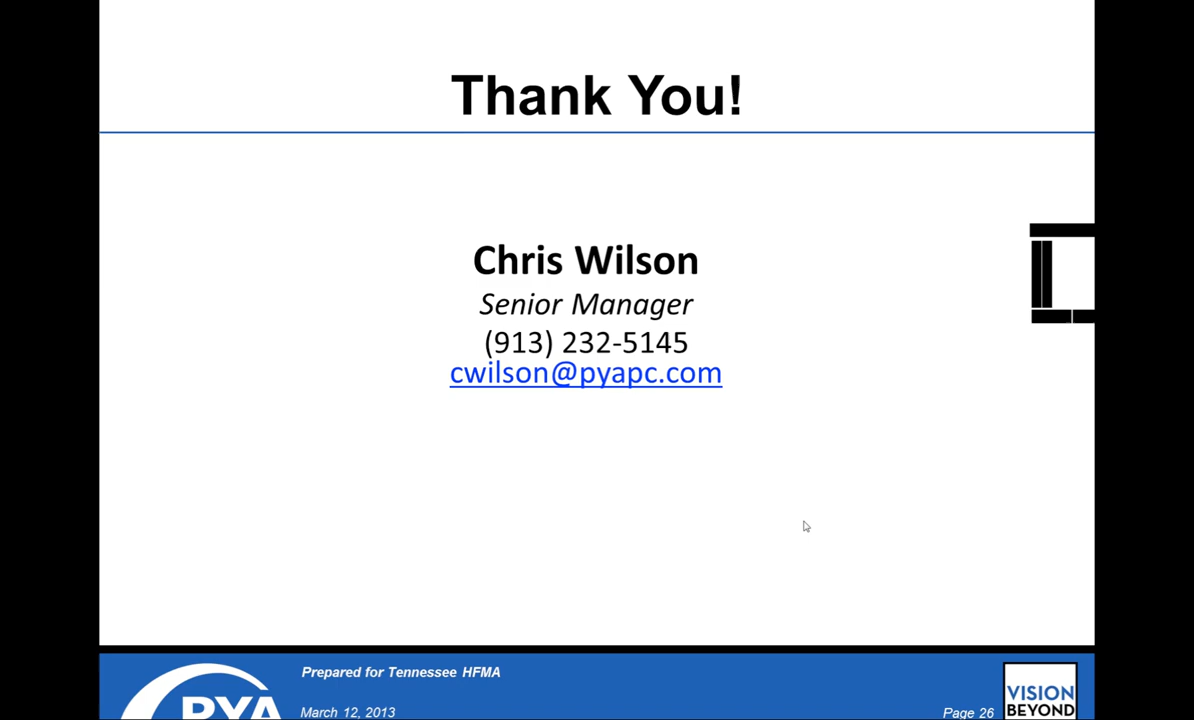 Thank You!
Chris Wilson
Senior Manager
(913) 232-5145
cwilson@pyapc.com
Prepared for Tennessee HFMA
PYA
March 12, 2013
Page 26
VISION
BEYOND